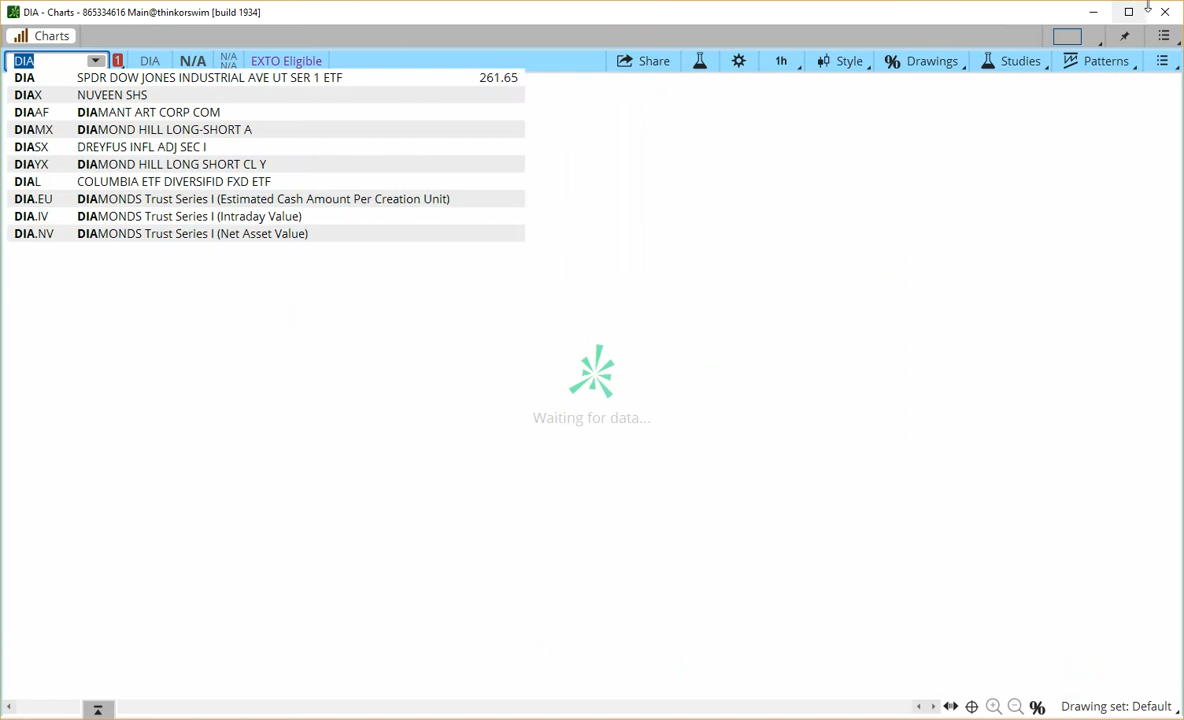 DIA - Charts - 865334616 Main@thinkorswim [build 1934]
Charts
DIA 1 DIA N/A N/A N/A EXTO Eligible Share 1h Style Drawings Studies Patterns
DIA SPDR DOW JONES INDUSTRIAL AVE UT SER 1 ETF 261.65
DIAX NUVEEN SHS
DIAAF DIAMANT ART CORP COM
DIAMX DIAMOND HILL LONG-SHORT A
DIASX DREYFUS INFL ADJ SEC I
DIAYX DIAMOND HILL LONG SHORT CL Y
DIAL COLUMBIA ETF DIVERSIFID FXD ETF
DIA.EU DIAMONDS Trust Series I (Estimated Cash Amount Per Creation Unit)
DIA.IV DIAMONDS Trust Series I (Intraday Value)
DIA.NV DIAMONDS Trust Series I (Net Asset Value)
Waiting for data...
Drawing set: Default